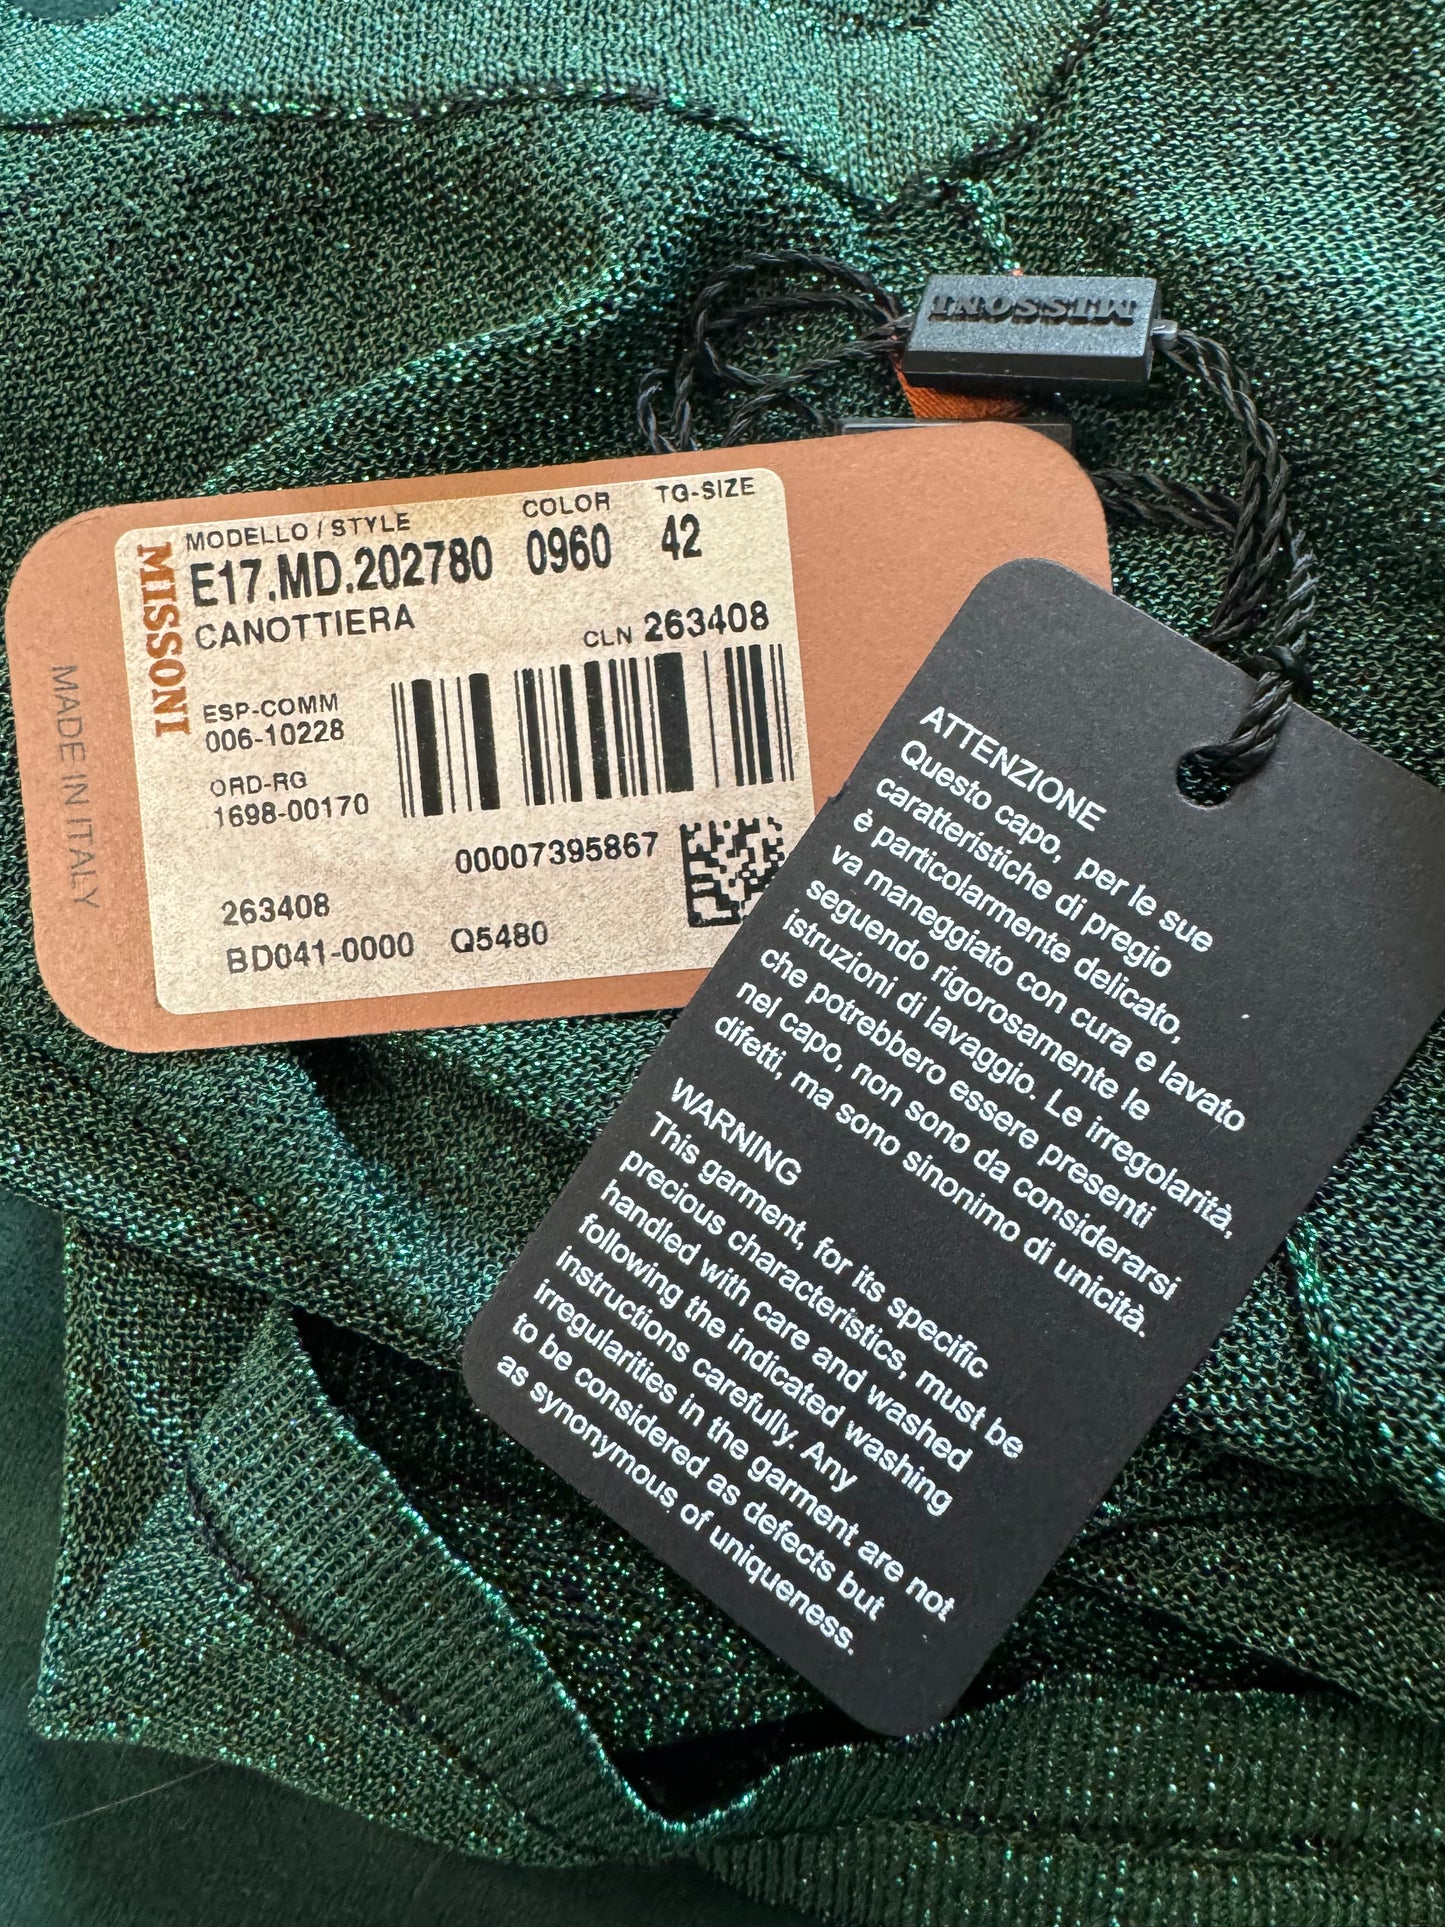 MISSONI
MODELLO / STYLE COLOR TG-SIZE
E17.MD.202780 0960 42
CANOTTIERA
CLN 263408
ESP-COMM
006-10228
ORD-RG
1698-00170
00007395867
263408
BD041-0000 Q5480
MISSONI
MADE IN ITALY
ATTENZIONE
Questo capo, per le sue
caratteristiche di pregio
è particolarmente delicato,
va maneggiato con cura e lavato
seguendo rigorosamente le
istruzioni di lavaggio. Le irregolarità,
che potrebbero essere presenti
nel capo, non sono da considerarsi
difetti, ma sono sinonimo di unicità.
WARNING
This garment, for its specific
precious characteristics, must be
handled with care and washed
following the indicated washing
instructions carefully. Any
irregularities in the garment are not
to be considered as defects but
as synonymous of uniqueness.